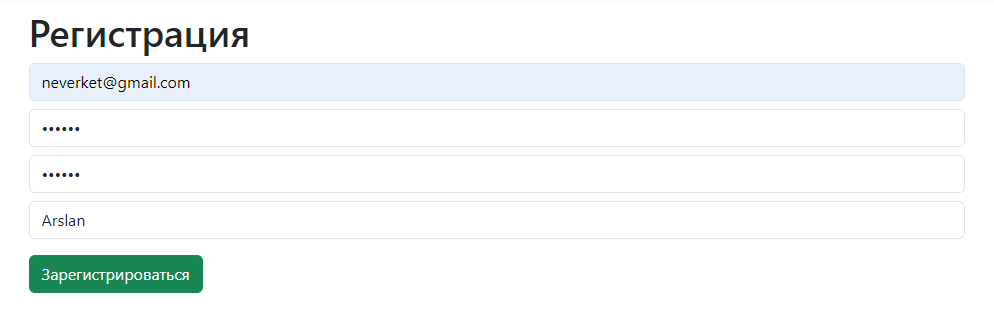 Регистрация
neverket@gmail.com
••••••
••••••
Arslan
Зарегистрироваться